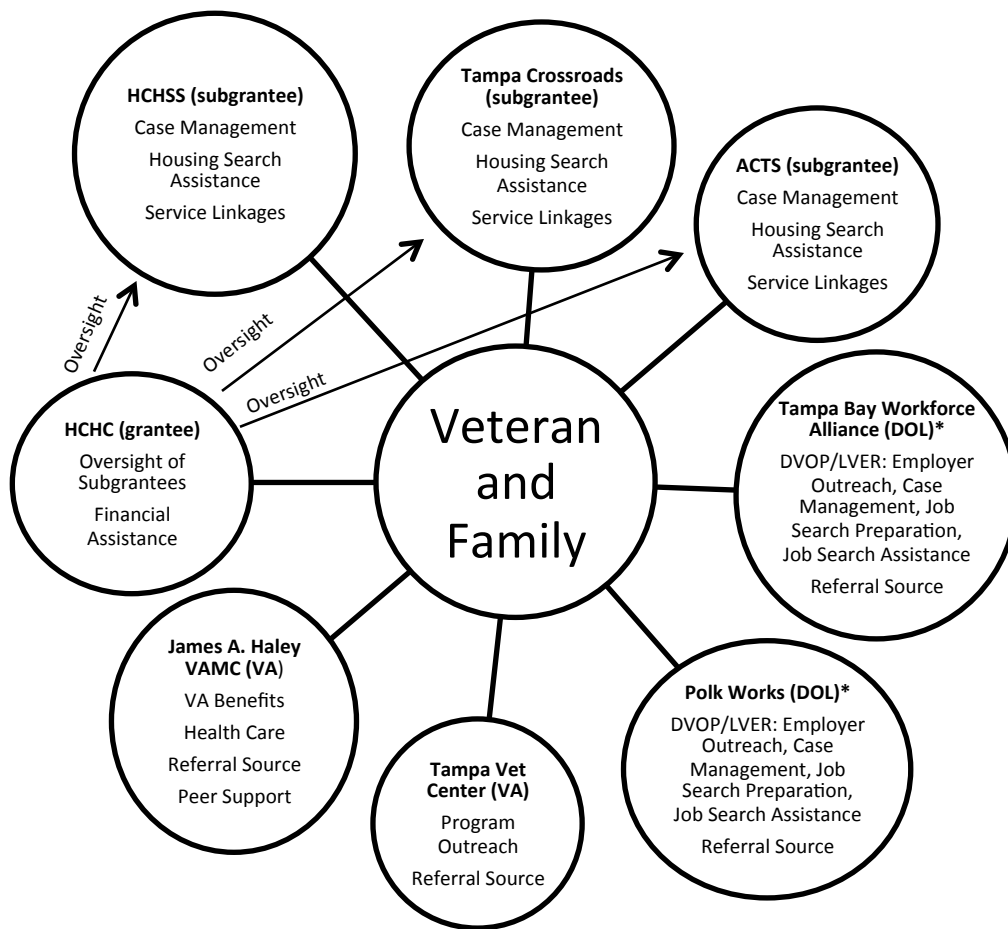 HCHSS (subgrantee)
Case Management
Housing Search
Assistance
Service Linkages
Tampa Crossroads
(subgrantee)
Case Management
Housing Search
Assistance
Service Linkages
ACTS (subgrantee)
Case Management
Housing Search
Assistance
Service Linkages
Oversight
Oversight
Oversight
HCHC (grantee)
Oversight of
Subgrantees
Financial
Assistance
Veteran
and
Family
Tampa Bay Workforce
Alliance (DOL)*
DVOP/LVER: Employer
Outreach, Case
Management, Job
Search Preparation,
Job Search Assistance
Referral Source
James A. Haley
VAMC (VA)
VA Benefits
Health Care
Referral Source
Peer Support
Tampa Vet
Center (VA)
Program
Outreach
Referral Source
Polk Works (DOL)*
DVOP/LVER: Employer
Outreach, Case
Management, Job
Search Preparation,
Job Search Assistance
Referral Source